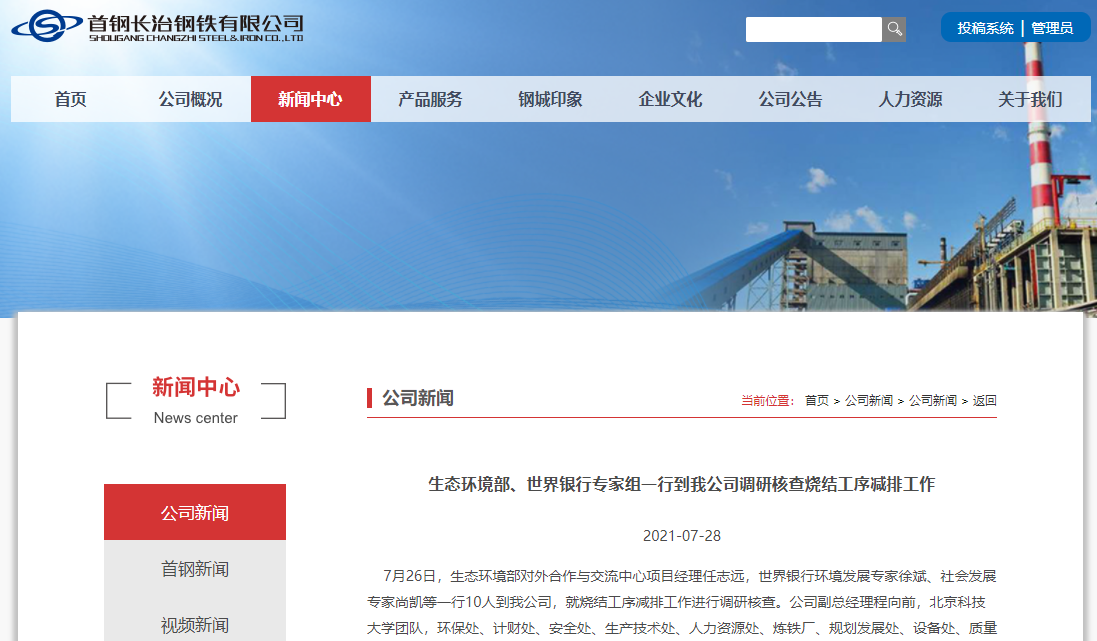 首钢长治钢铁有限公司
SHOUGANG CHANGZHI STEEL & IRON CO.,LTD
投稿系统 | 管理员
首页 公司概况 新闻中心 产品服务 钢城印象 企业文化 公司公告 人力资源 关于我们
新闻中心
News center
公司新闻
首钢新闻
视频新闻
公司新闻
当前位置： 首页 > 公司新闻 > 公司新闻 > 返回
生态环境部、世界银行专家组一行到我公司调研核查烧结工序减排工作
2021-07-28
7月26日，生态环境部对外合作与交流中心项目经理任志远，世界银行环境发展专家徐斌、社会发展
专家尚凯等一行10人到我公司，就烧结工序减排工作进行调研核查。公司副总经理程向前，北京科技
大学团队，环保处、计财处、安全处、生产技术处、人力资源处、炼铁厂、规划发展处、设备处、质量